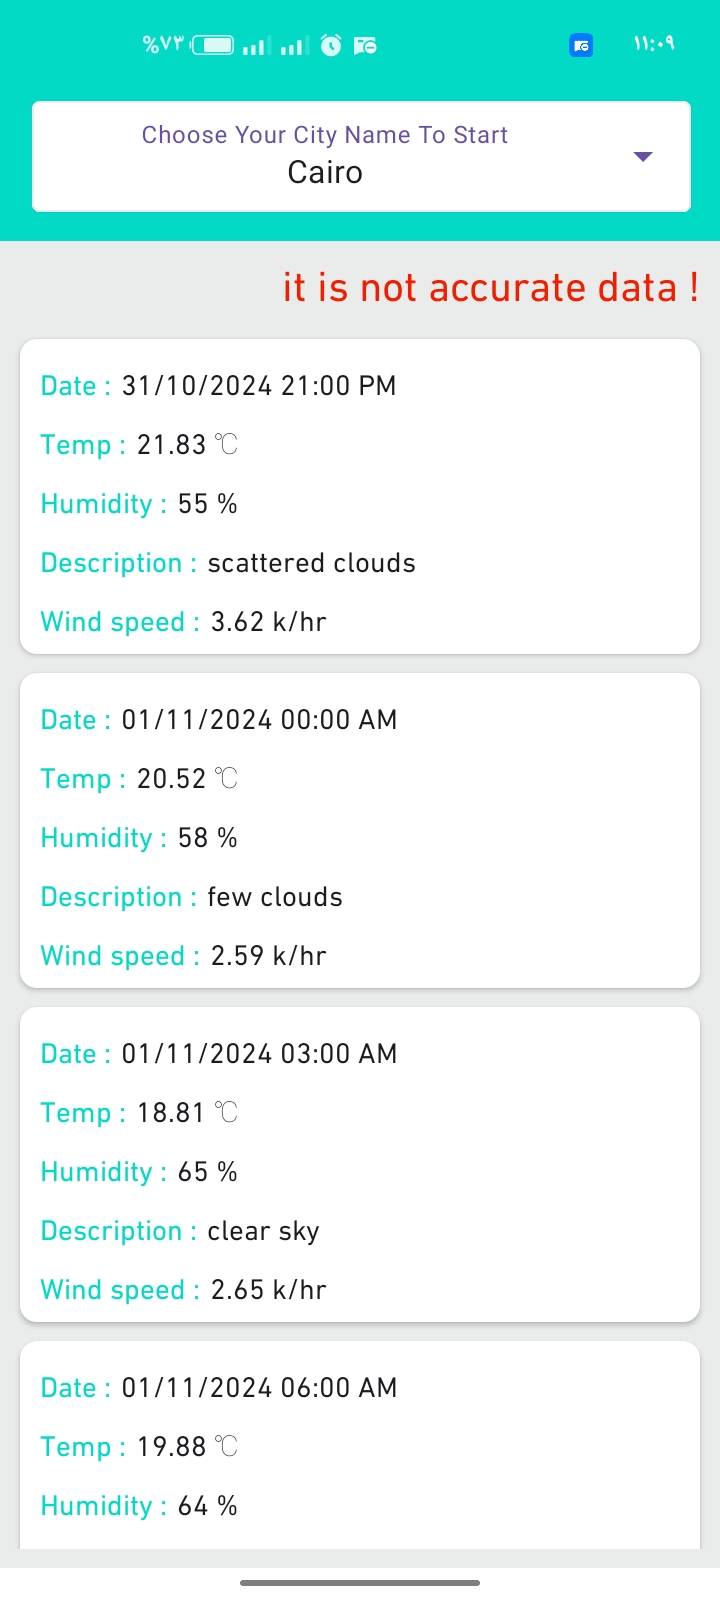 %٧٣
١١:٠٩
Choose Your City Name To Start
Cairo
it is not accurate data !
Date : 31/10/2024 21:00 PM
Temp : 21.83 ℃
Humidity : 55 %
Description : scattered clouds
Wind speed : 3.62 k/hr
Date : 01/11/2024 00:00 AM
Temp : 20.52 ℃
Humidity : 58 %
Description : few clouds
Wind speed : 2.59 k/hr
Date : 01/11/2024 03:00 AM
Temp : 18.81 ℃
Humidity : 65 %
Description : clear sky
Wind speed : 2.65 k/hr
Date : 01/11/2024 06:00 AM
Temp : 19.88 ℃
Humidity : 64 %